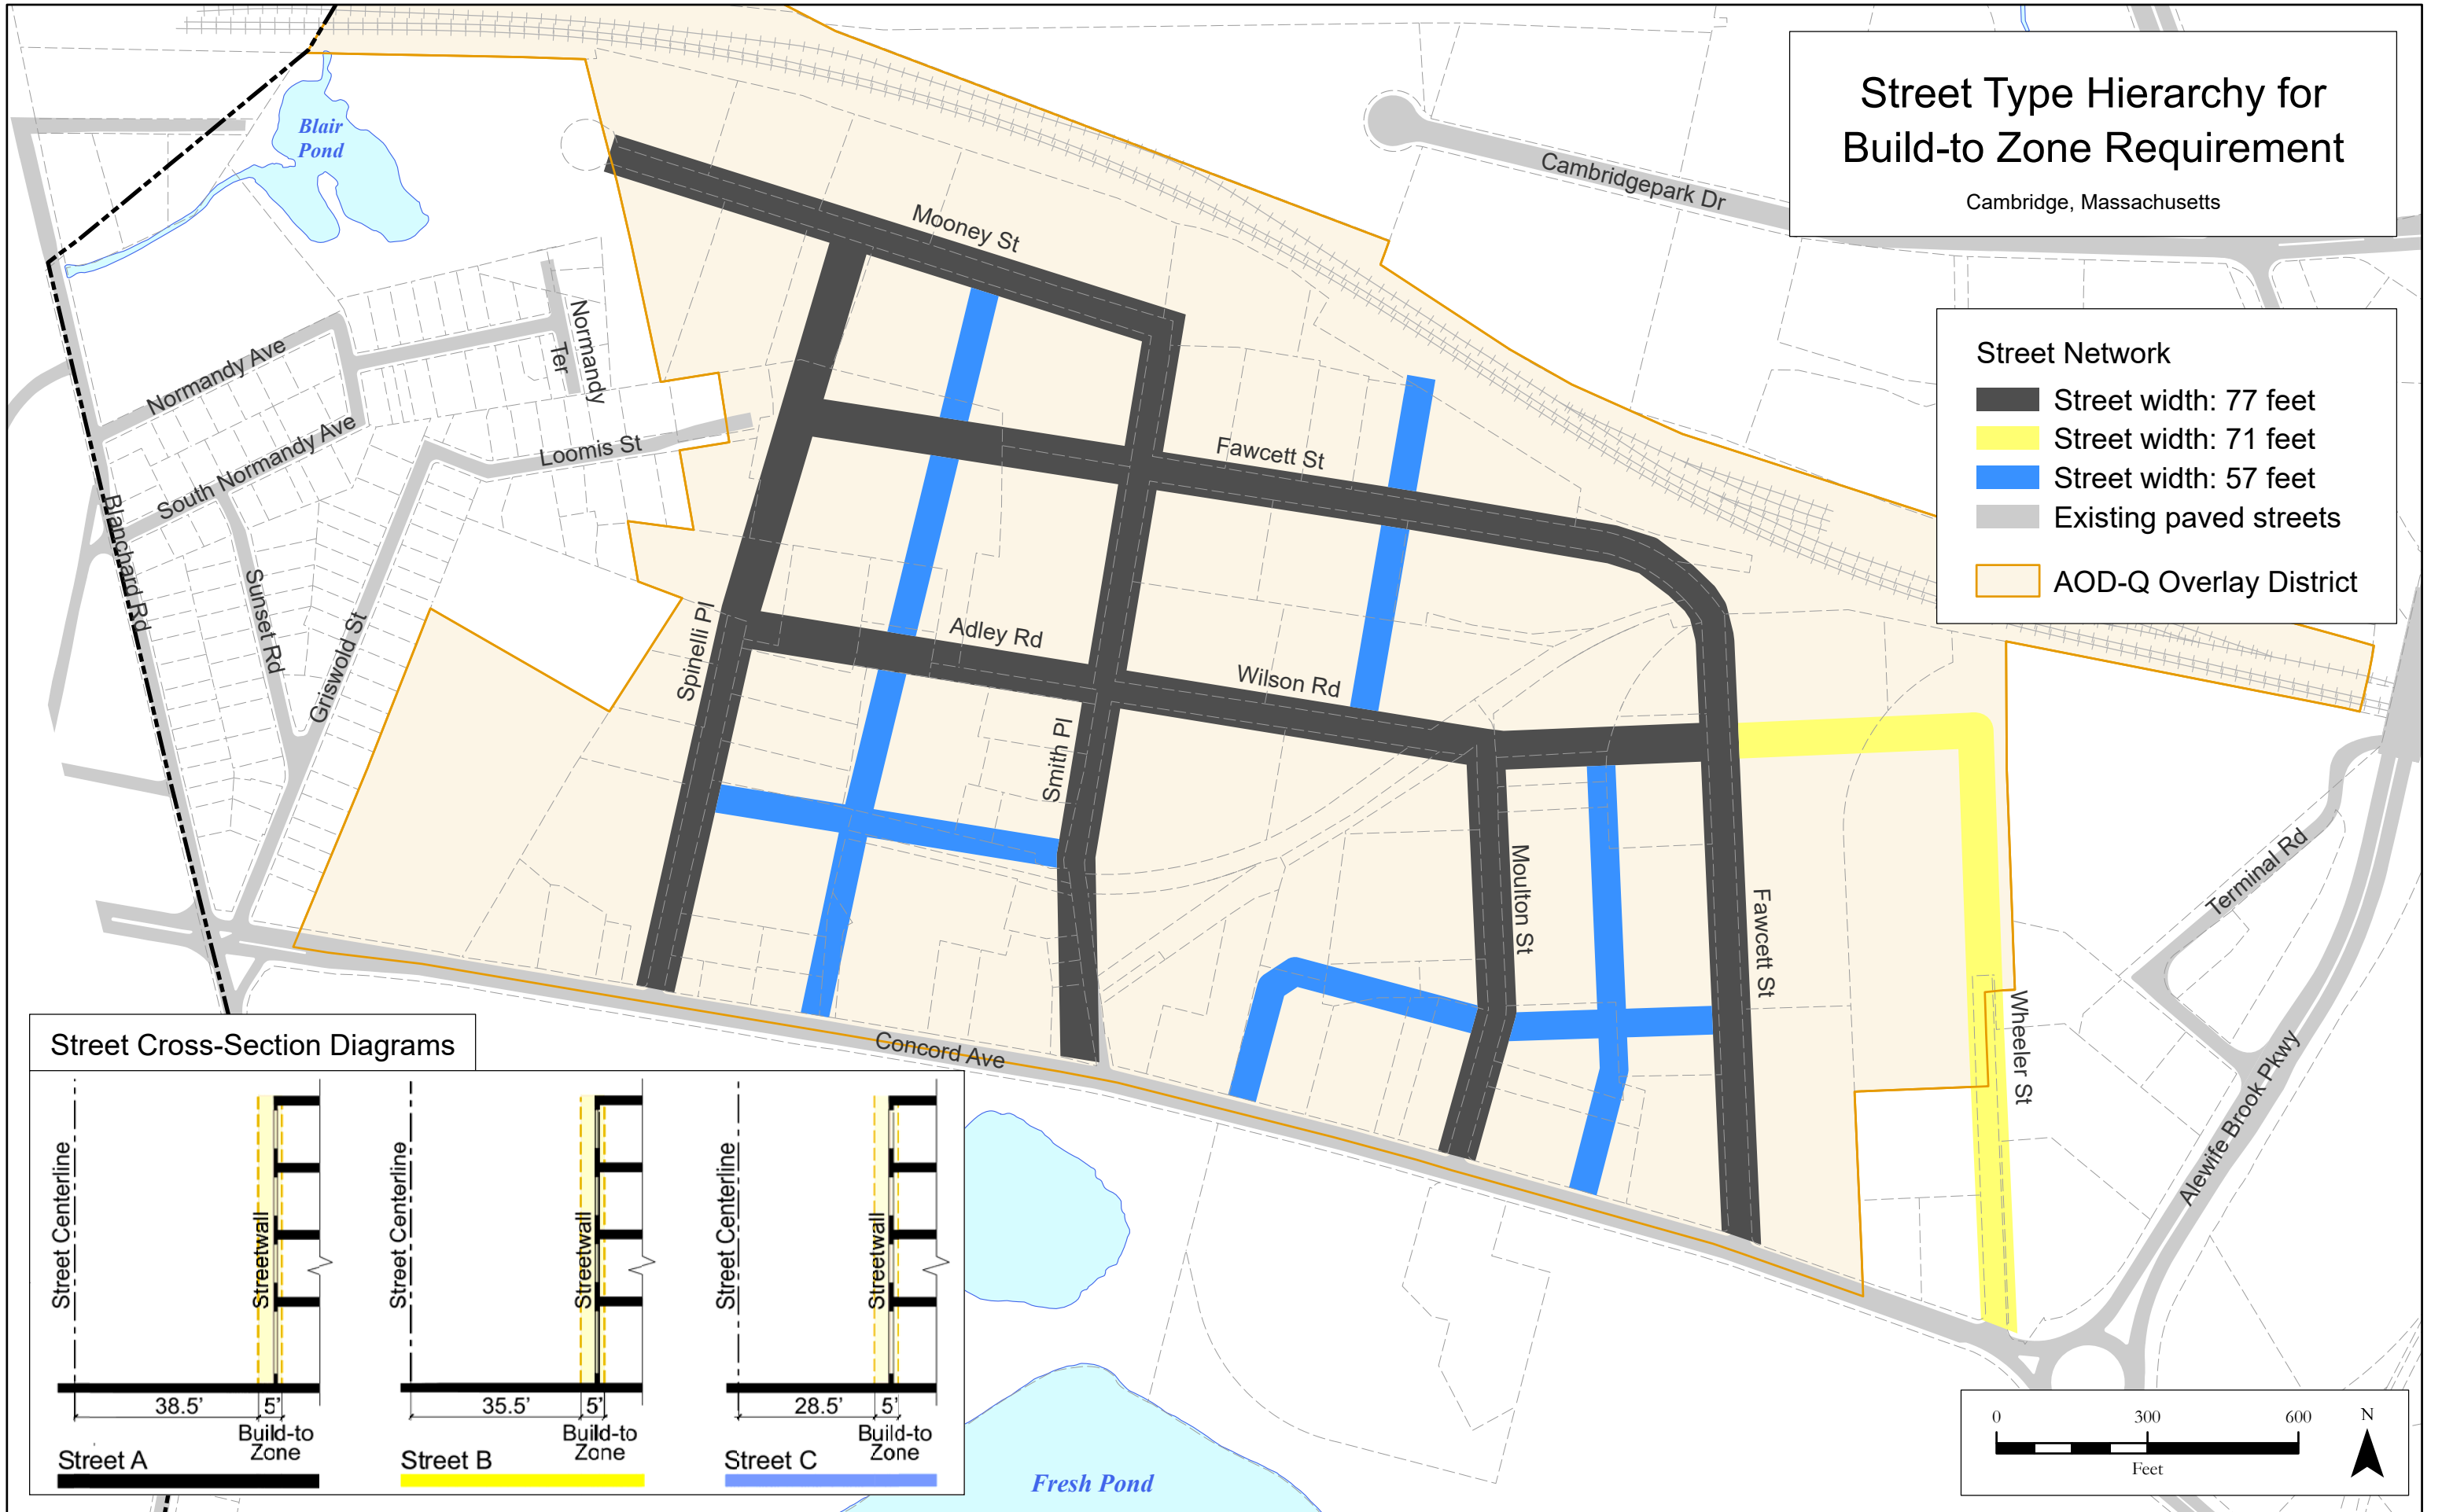 Street Type Hierarchy for
Build-to Zone Requirement
Cambridge, Massachusetts
Blair
Pond
Cambridgepark Dr
Mooney St
Normandy
Ter
Normandy Ave
South Normandy Ave
Loomis St
Fawcett St
Street Network
Street width: 77 feet
Street width: 71 feet
Street width: 57 feet
Existing paved streets
AOD-Q Overlay District
Blanchard Rd
Sunset Rd
Griswold St
Spinelli Pl
Adley Rd
Wilson Rd
Smith Pl
Moulton St
Fawcett St
Wheeler St
Terminal Rd
Alewife Brook Pkwy
Concord Ave
Street Cross-Section Diagrams
Street Centerline
Streetwall
38.5'
5'
Build-to
Zone
Street A
Street Centerline
Streetwall
35.5'
5'
Build-to
Zone
Street B
Street Centerline
Streetwall
28.5'
5'
Build-to
Zone
Street C
Fresh Pond
0 300 600
Feet
N